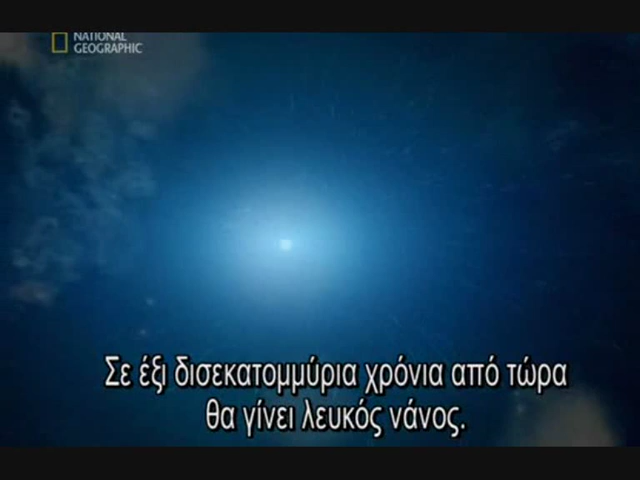 NATIONAL
GEOGRAPHIC
Σε έξι δισεκατομμύρια χρόνια από τώρα
θα γίνει λευκός νάνος.